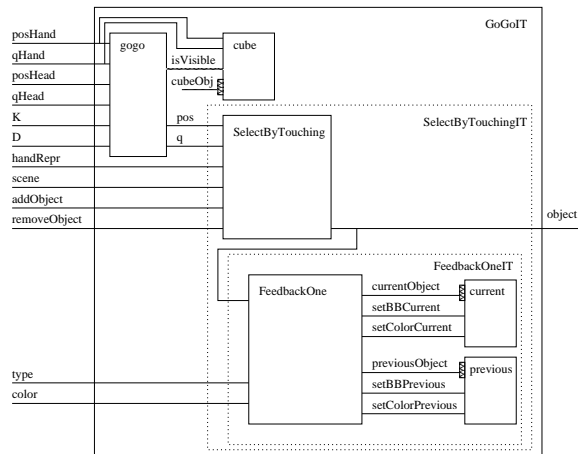 GoGoIT
posHand
qHand
posHead
qHead
K
D
handRepr
scene
addObject
removeObject
type
color
gogo
isVisible
cubeObj
cube
pos
q
SelectByTouchingIT
SelectByTouching
object
FeedbackOneIT
FeedbackOne
currentObject
setBBCurrent
setColorCurrent
current
previousObject
setBBPrevious
setColorPrevious
previous